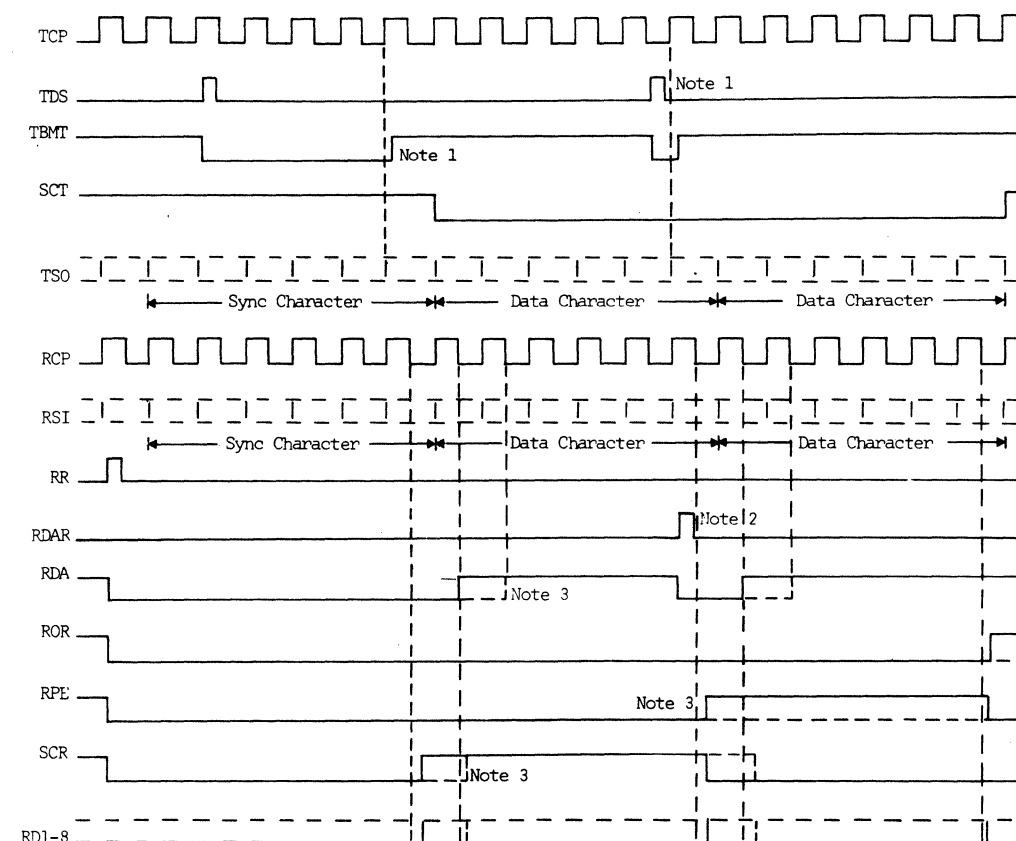 TCP
TDS
Note 1
TBMT
Note 1
SCT
TSO
Sync Character
Data Character
Data Character
RCP
RSI
Sync Character
Data Character
Data Character
RR
RDAR
Note 2
RDA
Note 3
ROR
RPE
Note 3
SCR
Note 3
RD1-8